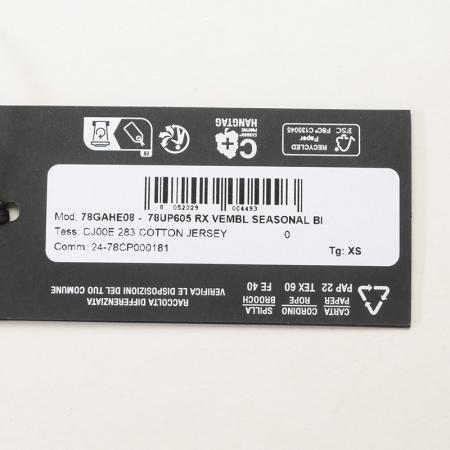 8 052029 004493
Mod: 78GAHE08 - 78UP605 RX VEMBL SEASONAL BI
Tess: CJ00E 283 COTTON JERSEY 0
Comm: 24-78CP000181
Tg: XS
CARTA CORDINO SPILLA
PAPER ROPE BROOCH
PAP 22 TEX 60 FE 40
RACCOLTA DIFFERENZIATA
VERIFICA LE DISPOSIZIONI DEL TUO COMUNE
RECYCLED
Paper
FSC
C+
HANGTAG
FR